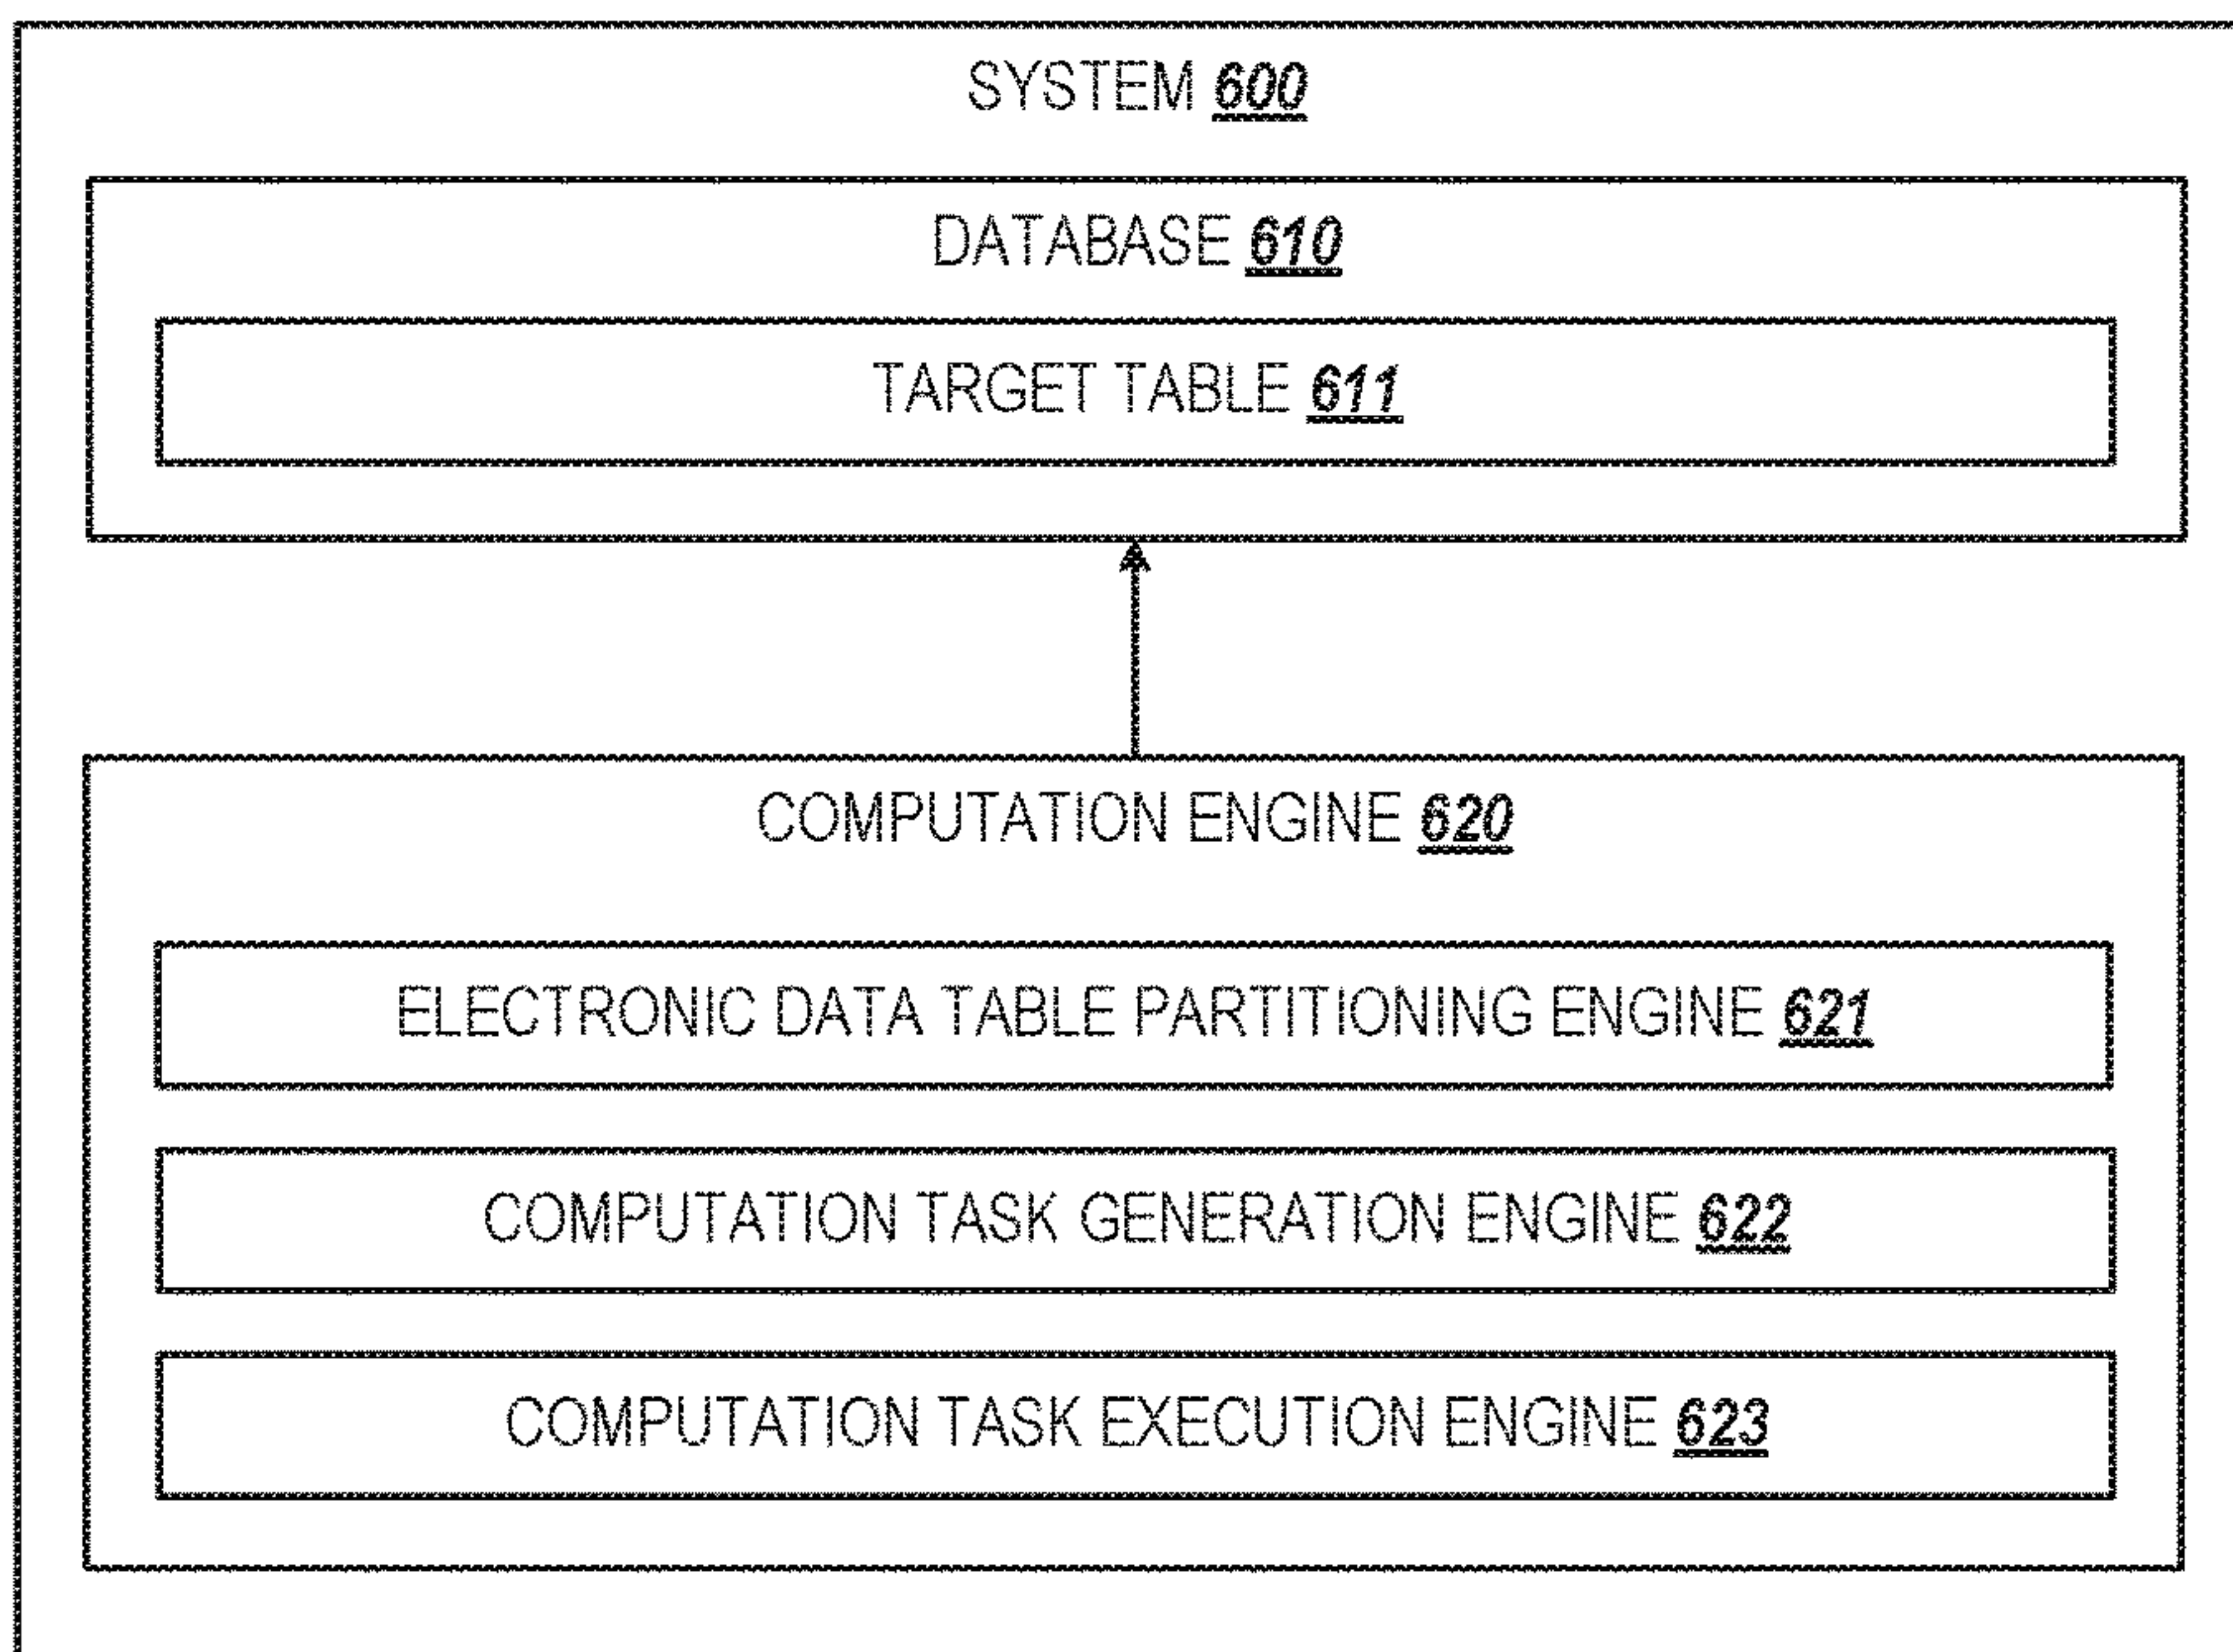 SYSTEM 600
DATABASE 610
TARGET TABLE 611
COMPUTATION ENGINE 620
ELECTRONIC DATA TABLE PARTITIONING ENGINE 621
COMPUTATION TASK GENERATION ENGINE 622
COMPUTATION TASK EXECUTION ENGINE 623